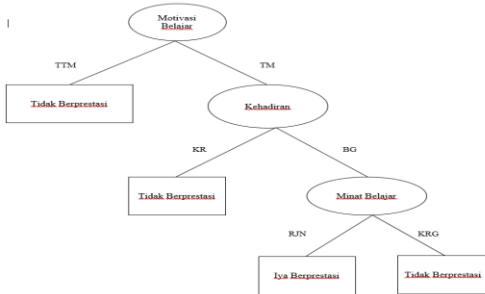 Motivasi
Belajar
TTM
TM
Tidak Berprestasi
Kehadiran
KR
BG
Tidak Berprestasi
Minat Belajar
RJN
KRG
Iya Berprestasi
Tidak Berprestasi